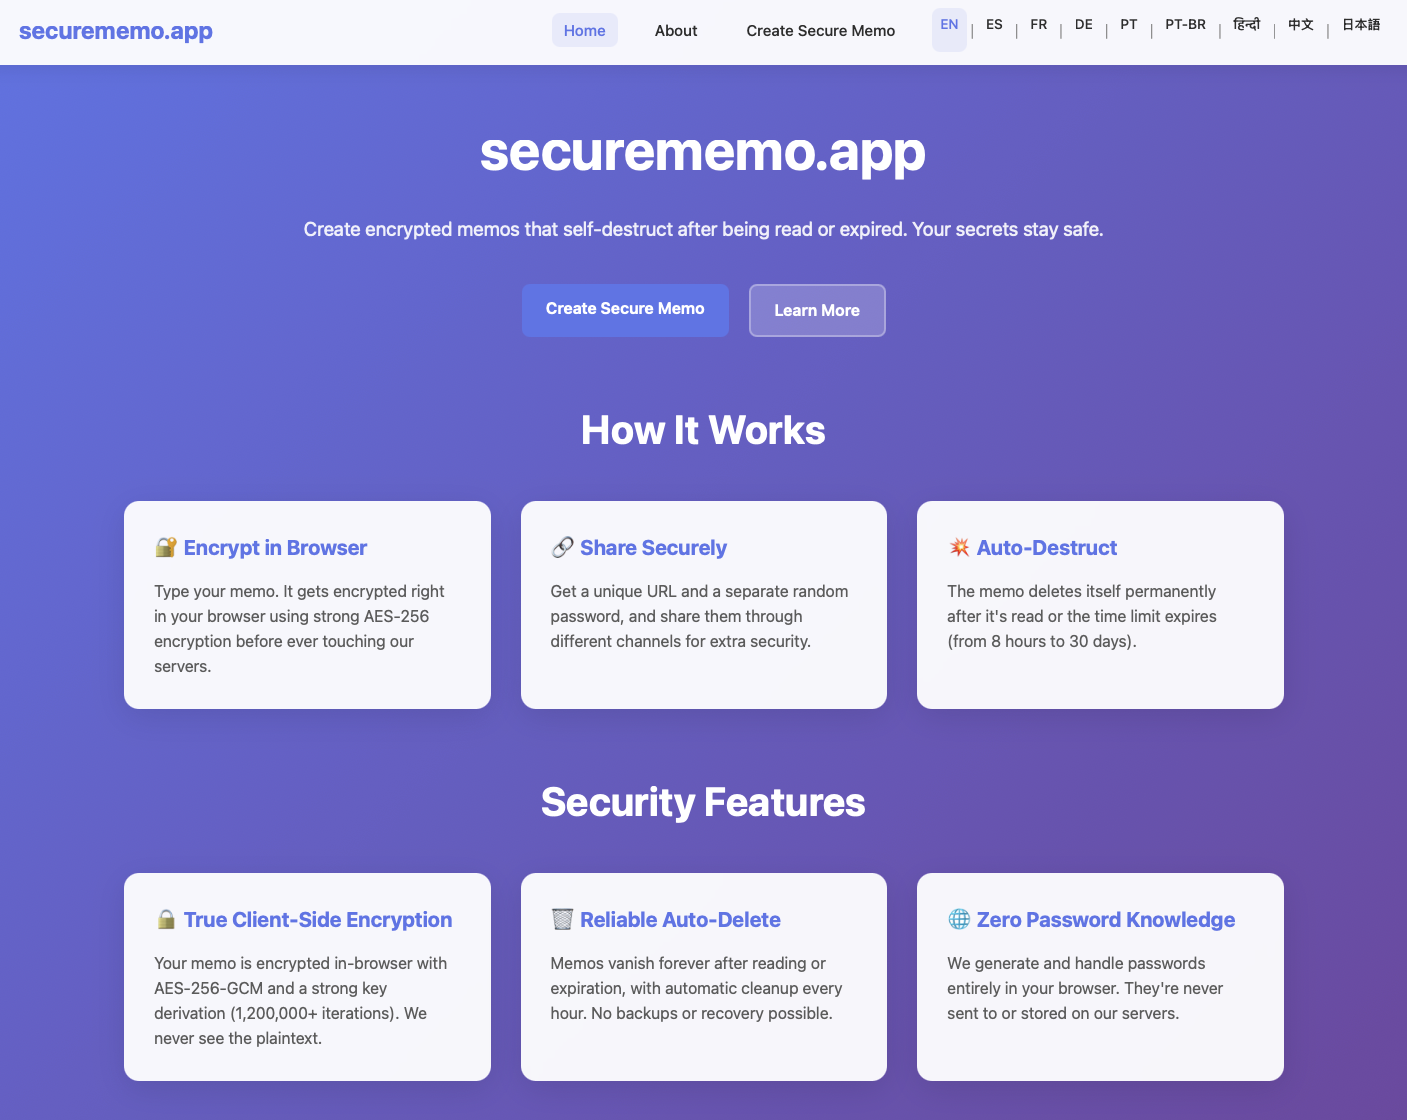 securememo.app
Home
About
Create Secure Memo
EN | ES | FR | DE | PT | PT-BR | हिन्दी | 中文 | 日本語
securememo.app
Create encrypted memos that self-destruct after being read or expired. Your secrets stay safe.
Create Secure Memo
Learn More
How It Works
🔐 Encrypt in Browser
Type your memo. It gets encrypted right
in your browser using strong AES-256
encryption before ever touching our
servers.
🔗 Share Securely
Get a unique URL and a separate random
password, and share them through
different channels for extra security.
💥 Auto-Destruct
The memo deletes itself permanently
after it's read or the time limit expires
(from 8 hours to 30 days).
Security Features
🔒 True Client-Side Encryption
Your memo is encrypted in-browser with
AES-256-GCM and a strong key
derivation (1,200,000+ iterations). We
never see the plaintext.
🗑️ Reliable Auto-Delete
Memos vanish forever after reading or
expiration, with automatic cleanup every
hour. No backups or recovery possible.
🌐 Zero Password Knowledge
We generate and handle passwords
entirely in your browser. They're never
sent to or stored on our servers.